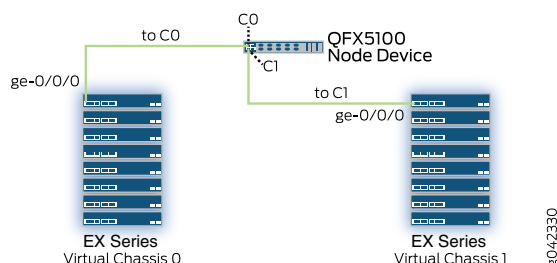 C0
to C0
QFX5100
Node Device
C1
ge-0/0/0
to C1
ge-0/0/0
EX Series
Virtual Chassis 0
EX Series
Virtual Chassis 1
g042330